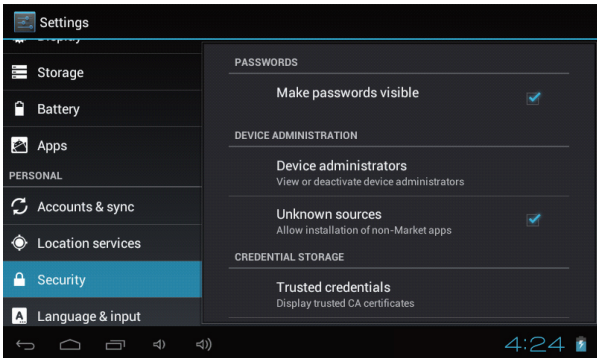 Settings
Storage
Battery
Apps
PERSONAL
Accounts & sync
Location services
Security
Language & input
PASSWORDS
Make passwords visible
DEVICE ADMINISTRATION
Device administrators
View or deactivate device administrators
Unknown sources
Allow installation of non-Market apps
CREDENTIAL STORAGE
Trusted credentials
Display trusted CA certificates
4:24